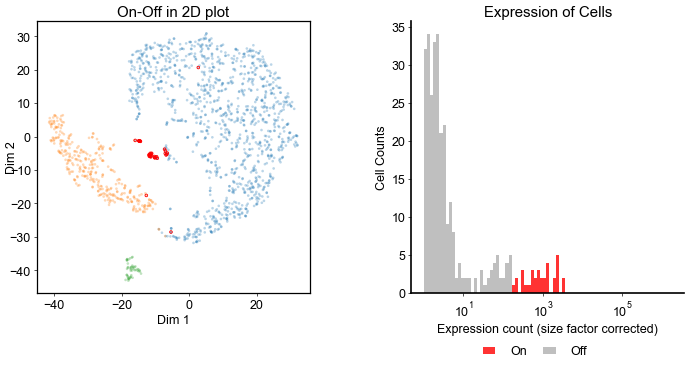 On-Off in 2D plot
30
20
10
0
−10
−20
−30
−40
Dim 2
−40
−20
0
20
Dim 1
Expression of Cells
35
30
25
20
15
10
5
0
Cell Counts
10^1
10^3
10^5
Expression count (size factor corrected)
On
Off